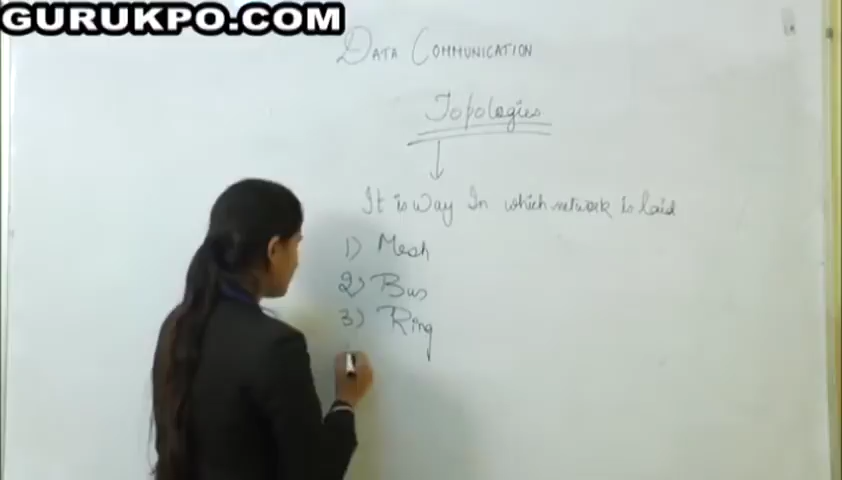 GURUKPO.COM
DATA COMMUNICATION
Topologies
It is Way In which network is laid
1) Mesh
2) Bus
3) Ring